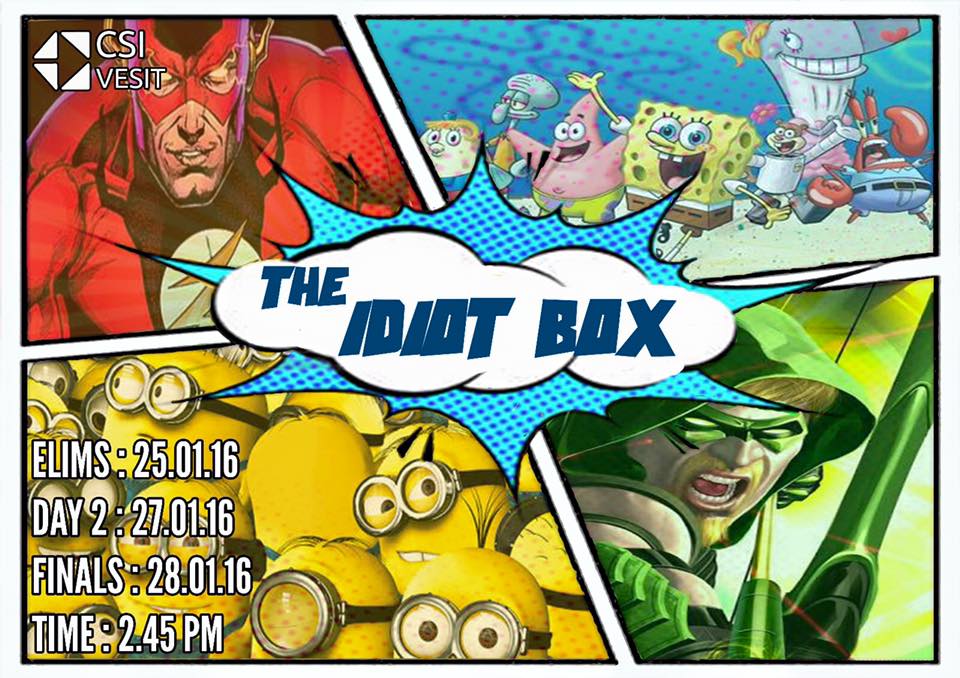 CSI
VESIT
THE
IDIOT BOX
ELIMS : 25.01.16
DAY 2 : 27.01.16
FINALS : 28.01.16
TIME : 2.45 PM